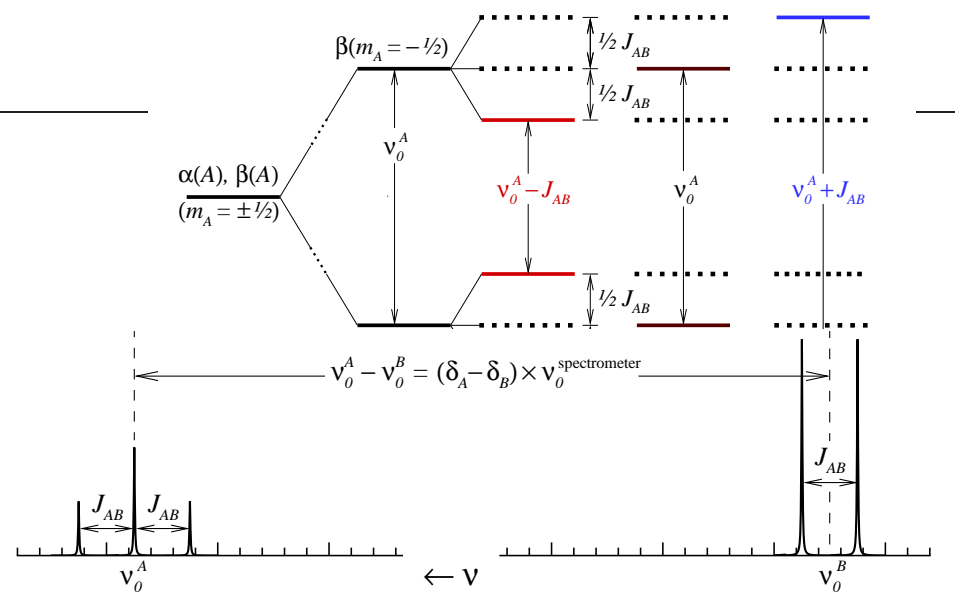 β(m_A = – ½)
½ J_AB
½ J_AB
ν_0^A
α(A), β(A)
(m_A = ± ½)
ν_0^A – J_AB
ν_0^A
ν_0^A + J_AB
½ J_AB
ν_0^A – ν_0^B = (δ_A – δ_B) × ν_0^spectrometer
J_AB
J_AB
J_AB
ν_0^A
← ν
ν_0^B